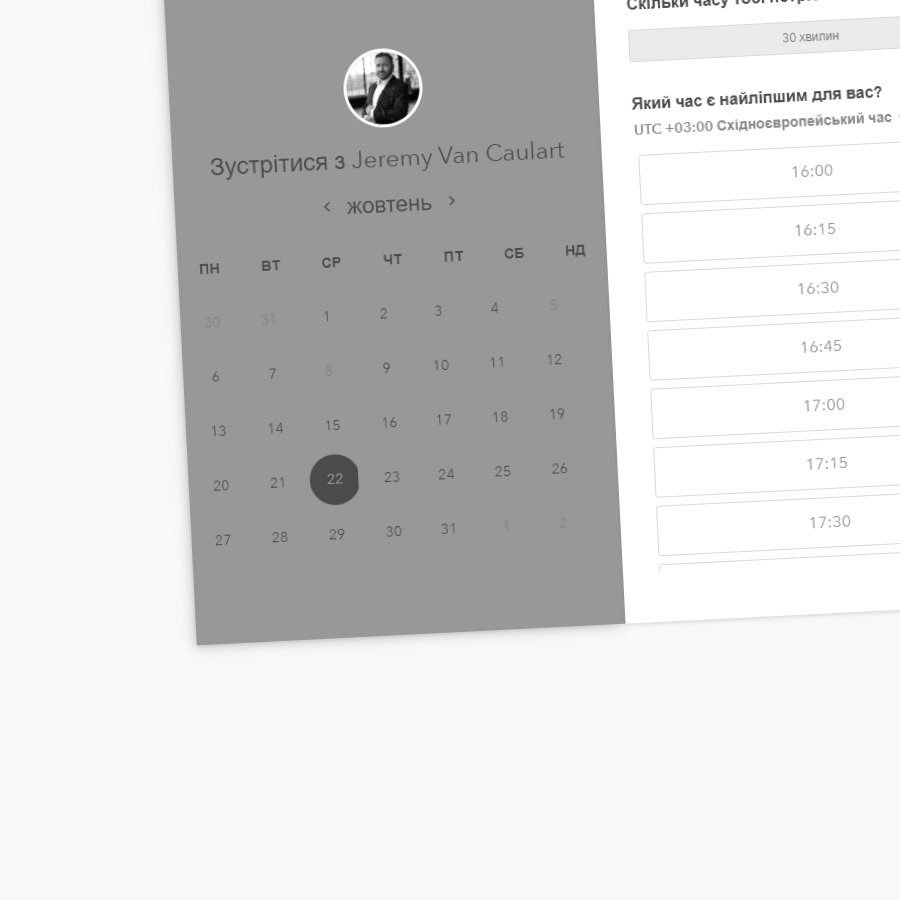 Зустрітися з Jeremy Van Caulart
‹ жовтень ›
ПН ВТ СР ЧТ ПТ СБ НД
30 31 1 2 3 4 5
6 7 8 9 10 11 12
13 14 15 16 17 18 19
20 21 22 23 24 25 26
27 28 29 30 31 1 2
Скільки часу тобі
30 хвилин
Який час є найліпшим для вас?
UTC +03:00 Східноєвропейський час
16:00
16:15
16:30
16:45
17:00
17:15
17:30